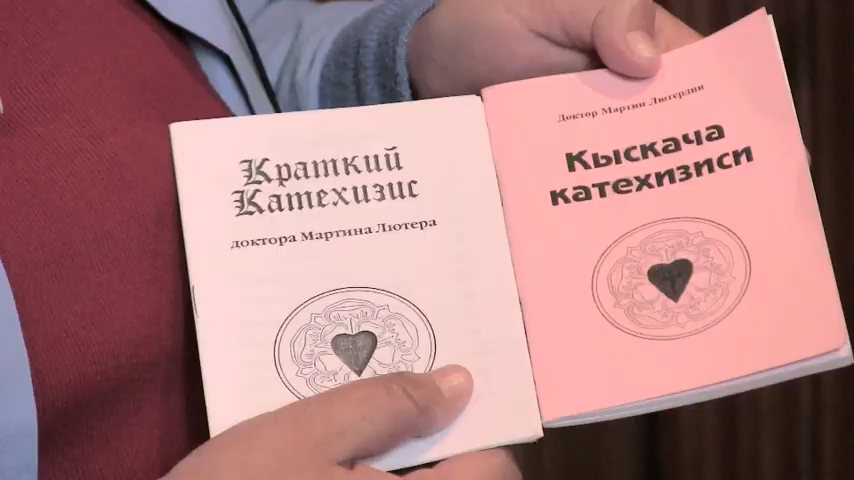 Краткий
Катехизис
доктора Мартина Лютера
Доктор Мартин Лютердин
Кыскача
катехизиси